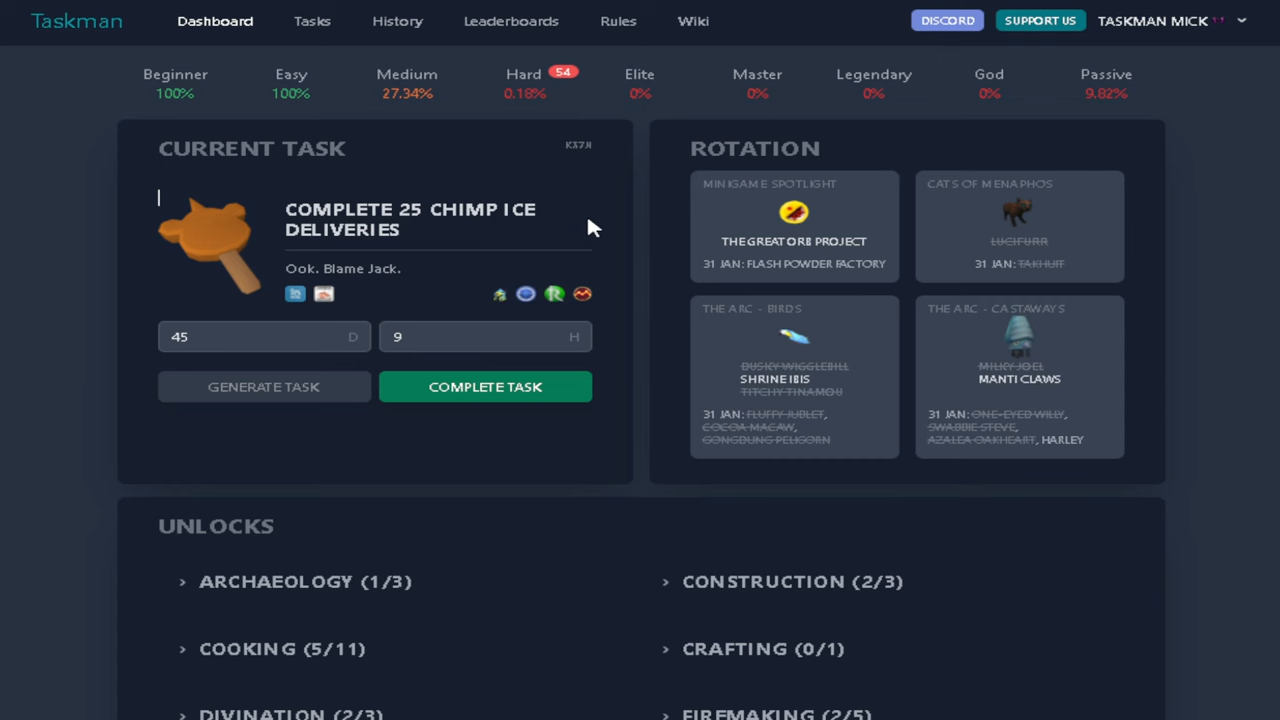 Taskman
Dashboard
Tasks
History
Leaderboards
Rules
Wiki
DISCORD
SUPPORT US
TASKMAN MICK
Beginner
100%
Easy
100%
Medium
27.34%
Hard 54
0.18%
Elite
0%
Master
0%
Legendary
0%
God
0%
Passive
9.82%
CURRENT TASK
COMPLETE 25 CHIMP ICE
DELIVERIES
Ook. Blame Jack.
45 D
9 H
GENERATE TASK
COMPLETE TASK
ROTATION
MINIGAME SPOTLIGHT
THE GREAT ORB PROJECT
31 JAN: FLASH POWDER FACTORY
CATS OF MENAPHOS
LUCIFURR
31 JAN: TAKHUIT
THE ARC - BIRDS
DUSKY WIGGLEBILL
SHRINE IBIS
TITCHY TINAMOU
31 JAN: FLUFFY JUBLET,
COCOA MACAW,
GONGDUNG PELIGORN
THE ARC - CASTAWAYS
MILKY JOEL
MANTI CLAWS
31 JAN: ONE-EYED WILLY,
SWABBIE STEVE,
AZALEA OAKHEART, HARLEY
UNLOCKS
ARCHAEOLOGY (1/3)
CONSTRUCTION (2/3)
COOKING (5/11)
CRAFTING (0/1)
DIVINATION (2/3)
FIREMAKING (2/5)